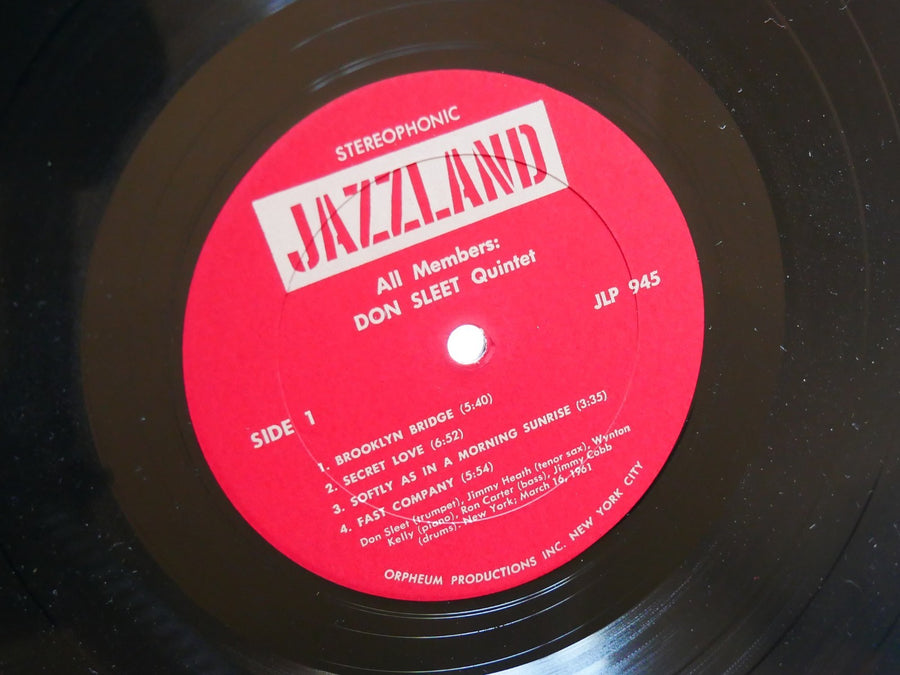 STEREOPHONIC
JAZZLAND
All Members:
DON SLEET Quintet
JLP 945
SIDE 1
1. BROOKLYN BRIDGE (5:40)
2. SECRET LOVE (6:52)
3. SOFTLY AS IN A MORNING SUNRISE (3:35)
4. FAST COMPANY (5:54)
Don Sleet (trumpet), Jimmy Heath (tenor sax), Wynton
Kelly (piano), Ron Carter (bass), Jimmy Cobb
(drums). New York; March 16, 1961
ORPHEUM PRODUCTIONS INC. NEW YORK CITY